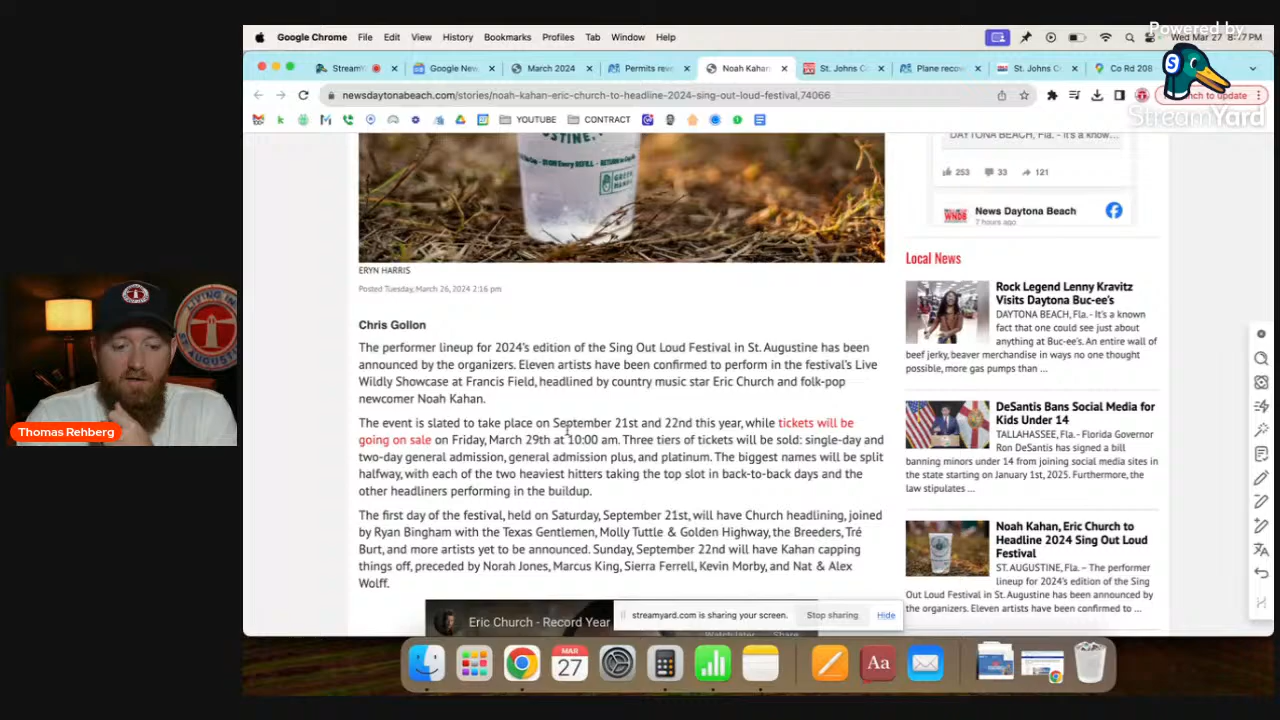 Powered by
StreamYard
Google Chrome File Edit View History Bookmarks Profiles Tab Window Help
Wed Mar 27
Google New
March 2024
Permits rev
Noah Kahan
St. Johns C
Plane reco
St. Johns C
Co Rd 208
newsdaytonabeach.com/stories/noah-kahan-eric-church-to-headline-2024-sing-out-loud-festival,74066
to update
YOUTUBE
CONTRACT
253 33 121
News Daytona Beach
7 hours ago
Local News
Rock Legend Lenny Kravitz
Visits Daytona Buc-ee's
DAYTONA BEACH, Fla. - It's a known
fact that one could see just about
anything at Buc-ee's. An entire wall of
beef jerky, beaver merchandise in ways no one thought
possible, more gas pumps than ...
DeSantis Bans Social Media for
Kids Under 14
TALLAHASSEE, Fla. – Florida Governor
Ron DeSantis has signed a bill
banning minors under 14 from joining social media sites
in the state starting on January 1st, 2025. Furthermore, the
law stipulates ...
Noah Kahan, Eric Church to
Headline 2024 Sing Out Loud
Festival
ST. AUGUSTINE, Fla. – The performer
lineup for 2024's edition of the Sing
Out Loud Festival in St. Augustine has been announced by
the organizers. Eleven artists have been confirmed to ...
ERYN HARRIS
Posted Tuesday, March 26, 2024 2:16 pm
Chris Gollon
The performer lineup for 2024's edition of the Sing Out Loud Festival in St. Augustine has been
announced by the organizers. Eleven artists have been confirmed to perform in the festival's Live
Wildly Showcase at Francis Field, headlined by country music star Eric Church and folk-pop
newcomer Noah Kahan.
The event is slated to take place on September 21st and 22nd this year, while tickets will be
going on sale on Friday, March 29th at 10:00 am. Three tiers of tickets will be sold: single-day and
two-day general admission, general admission plus, and platinum. The biggest names will be split
halfway, with each of the two heaviest hitters taking the top slot in back-to-back days and the
other headliners performing in the buildup.
The first day of the festival, held on Saturday, September 21st, will have Church headlining, joined
by Ryan Bingham with the Texas Gentlemen, Molly Tuttle & Golden Highway, the Breeders, Tré
Burt, and more artists yet to be announced. Sunday, September 22nd will have Kahan capping
things off, preceded by Norah Jones, Marcus King, Sierra Ferrell, Kevin Morby, and Nat & Alex
Wolff.
Eric Church - Record Year
streamyard.com is sharing your screen. Stop sharing Hide
Thomas Rehberg
MAR
27
Aa